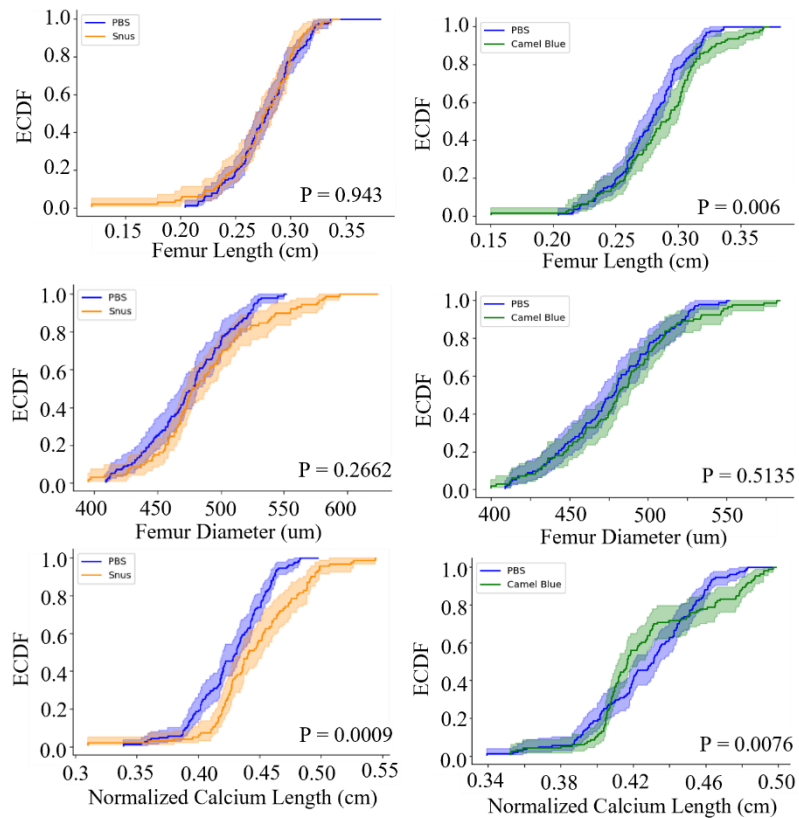 PBS
Snus
ECDF
1.0
0.8
0.6
0.4
0.2
0.0
P = 0.943
0.15 0.20 0.25 0.30 0.35
Femur Length (cm)
PBS
Camel Blue
ECDF
1.0
0.8
0.6
0.4
0.2
0.0
P = 0.006
0.15 0.20 0.25 0.30 0.35
Femur Length (cm)
PBS
Snus
ECDF
1.0
0.8
0.6
0.4
0.2
0.0
P = 0.2662
400 450 500 550 600
Femur Diameter (um)
PBS
Camel Blue
ECDF
1.0
0.8
0.6
0.4
0.2
0.0
P = 0.5135
400 450 500 550
Femur Diameter (um)
PBS
Snus
ECDF
1.0
0.8
0.6
0.4
0.2
0.0
P = 0.0009
0.3 0.40 0.45 0.50 0.55
Normalized Calcium Length (cm)
PBS
Camel Blue
ECDF
1.0
0.8
0.6
0.4
0.2
0.0
P = 0.0076
0.34 0.38 0.42 0.46 0.50
Normalized Calcium Length (cm)